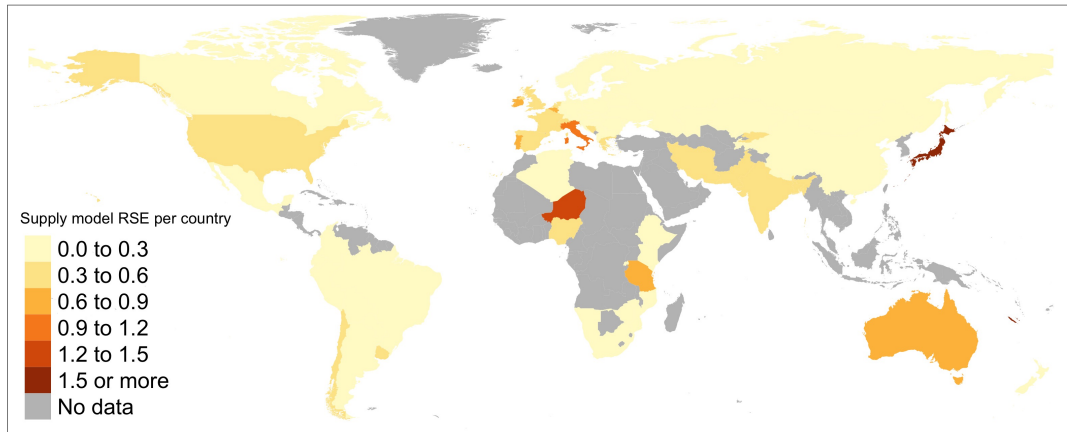 Supply model RSE per country
0.0 to 0.3
0.3 to 0.6
0.6 to 0.9
0.9 to 1.2
1.2 to 1.5
1.5 or more
No data